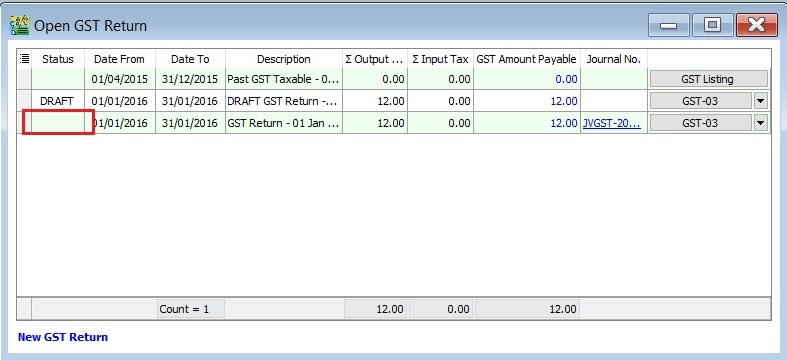 Open GST Return
Status Date From Date To Description Σ Output ... Σ Input Tax GST Amount Payable Journal No.
01/04/2015 31/12/2015 Past GST Taxable - 0... 0.00 0.00 0.00 GST Listing
DRAFT 01/01/2016 31/01/2016 DRAFT GST Return -... 12.00 0.00 12.00 GST-03
01/01/2016 31/01/2016 GST Return - 01 Jan ... 12.00 0.00 12.00 JVGST-20... GST-03
Count = 1 12.00 0.00 12.00
New GST Return